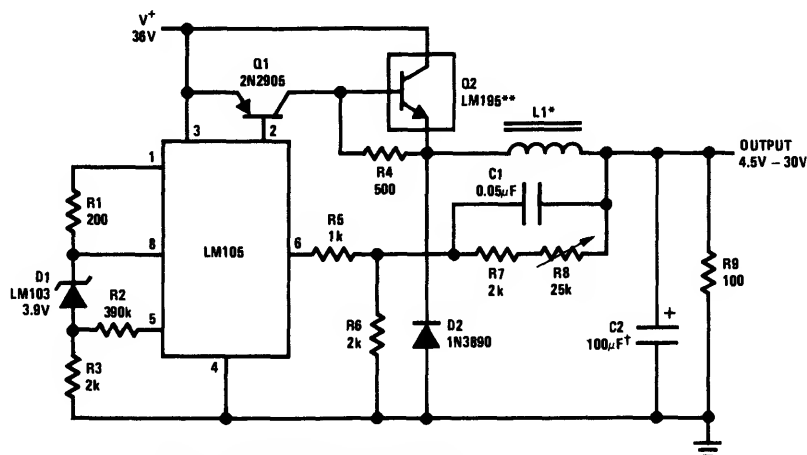 V+
36V
Q1
2N2905
Q2
LM195**
L1*
OUTPUT
4.5V – 30V
3
2
1
R4
500
C1
0.05μF
R1
200
R5
1k
8
LM105
6
R7
2k
R8
25k
R9
100
D1
LM103
3.9V
R2
390k
5
R6
2k
D2
1N3890
+
C2
100μF†
R3
2k
4